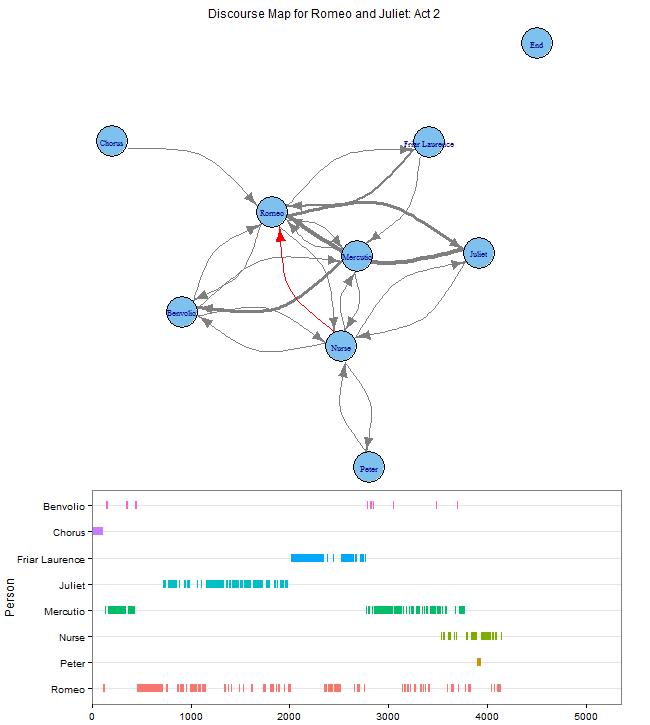 Discourse Map for Romeo and Juliet: Act 2
End
Chorus
Friar Laurence
Romeo
Mercutio
Juliet
Benvolio
Nurse
Peter
Person
Benvolio
Chorus
Friar Laurence
Juliet
Mercutio
Nurse
Peter
Romeo
0 1000 2000 3000 4000 5000